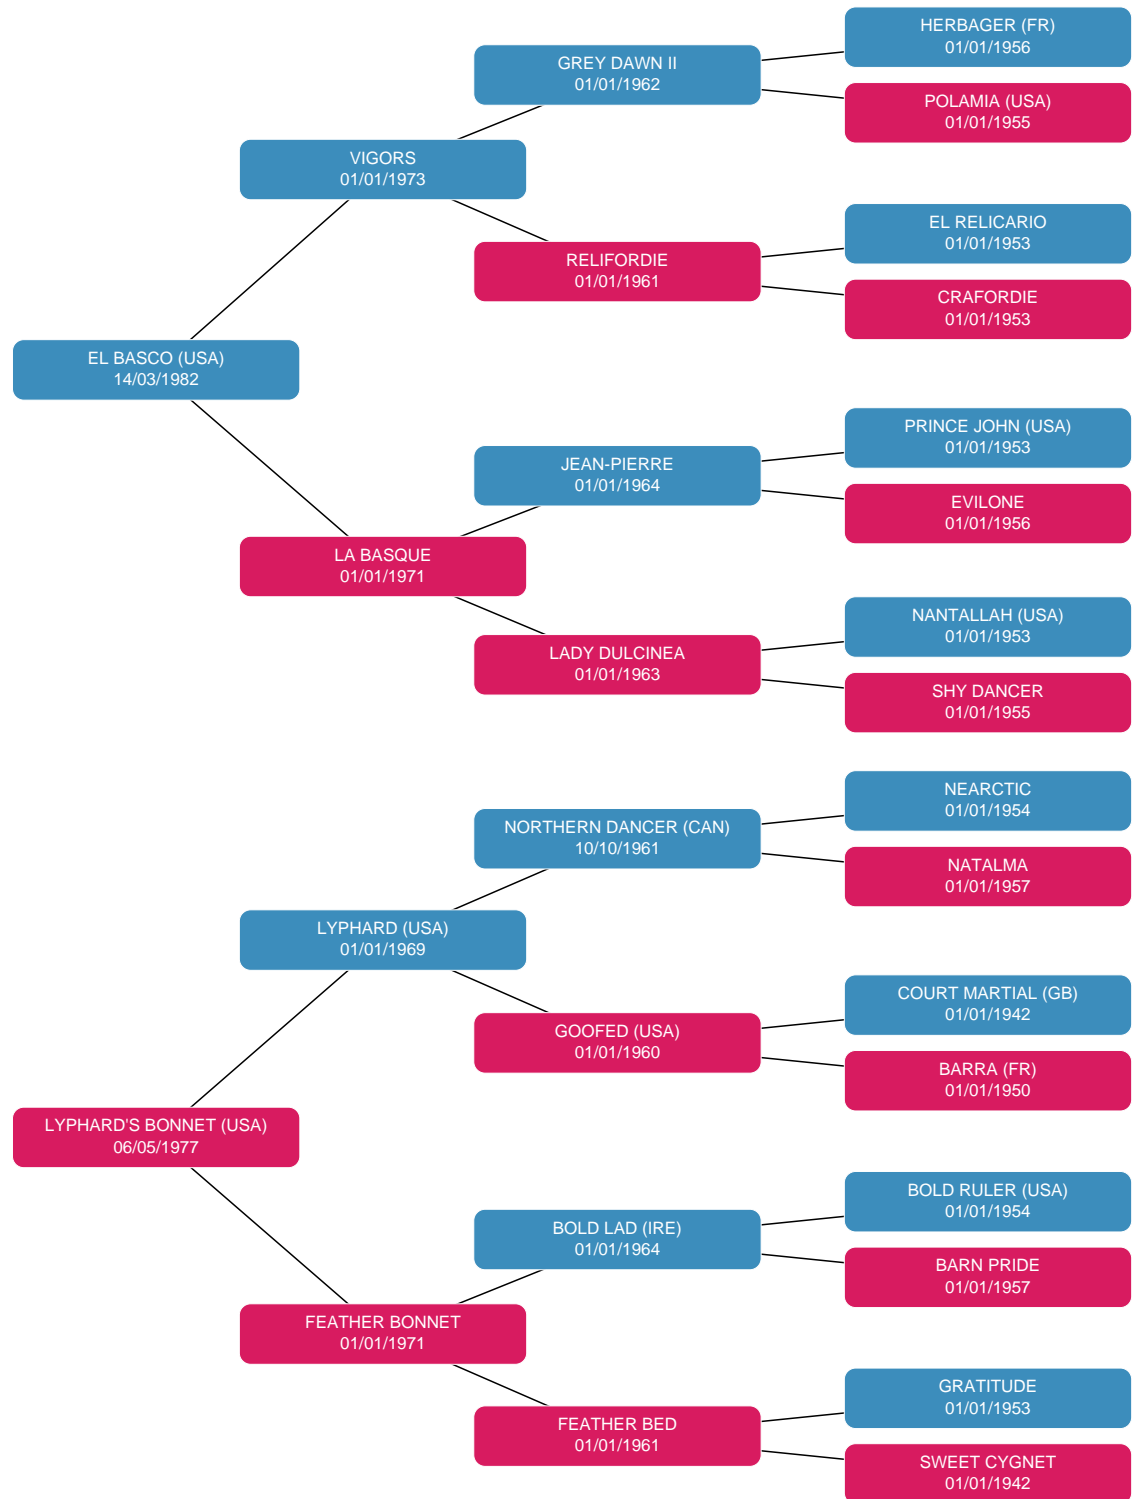 HERBAGER (FR)
01/01/1956
GREY DAWN II
01/01/1962
POLAMIA (USA)
01/01/1955
VIGORS
01/01/1973
EL RELICARIO
01/01/1953
RELIFORDIE
01/01/1961
CRAFORDIE
01/01/1953
EL BASCO (USA)
14/03/1982
PRINCE JOHN (USA)
01/01/1953
JEAN-PIERRE
01/01/1964
EVILONE
01/01/1956
LA BASQUE
01/01/1971
NANTALLAH (USA)
01/01/1953
LADY DULCINEA
01/01/1963
SHY DANCER
01/01/1955
NEARCTIC
01/01/1954
NORTHERN DANCER (CAN)
10/10/1961
NATALMA
01/01/1957
LYPHARD (USA)
01/01/1969
COURT MARTIAL (GB)
01/01/1942
GOOFED (USA)
01/01/1960
BARRA (FR)
01/01/1950
LYPHARD'S BONNET (USA)
06/05/1977
BOLD RULER (USA)
01/01/1954
BOLD LAD (IRE)
01/01/1964
BARN PRIDE
01/01/1957
FEATHER BONNET
01/01/1971
GRATITUDE
01/01/1953
FEATHER BED
01/01/1961
SWEET CYGNET
01/01/1942